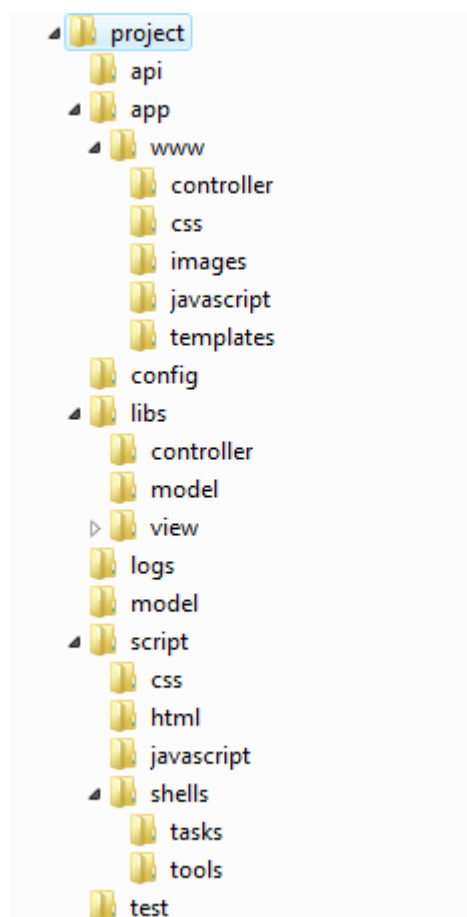 project
api
app
www
controller
css
images
javascript
templates
config
libs
controller
model
view
logs
model
script
css
html
javascript
shells
tasks
tools
test